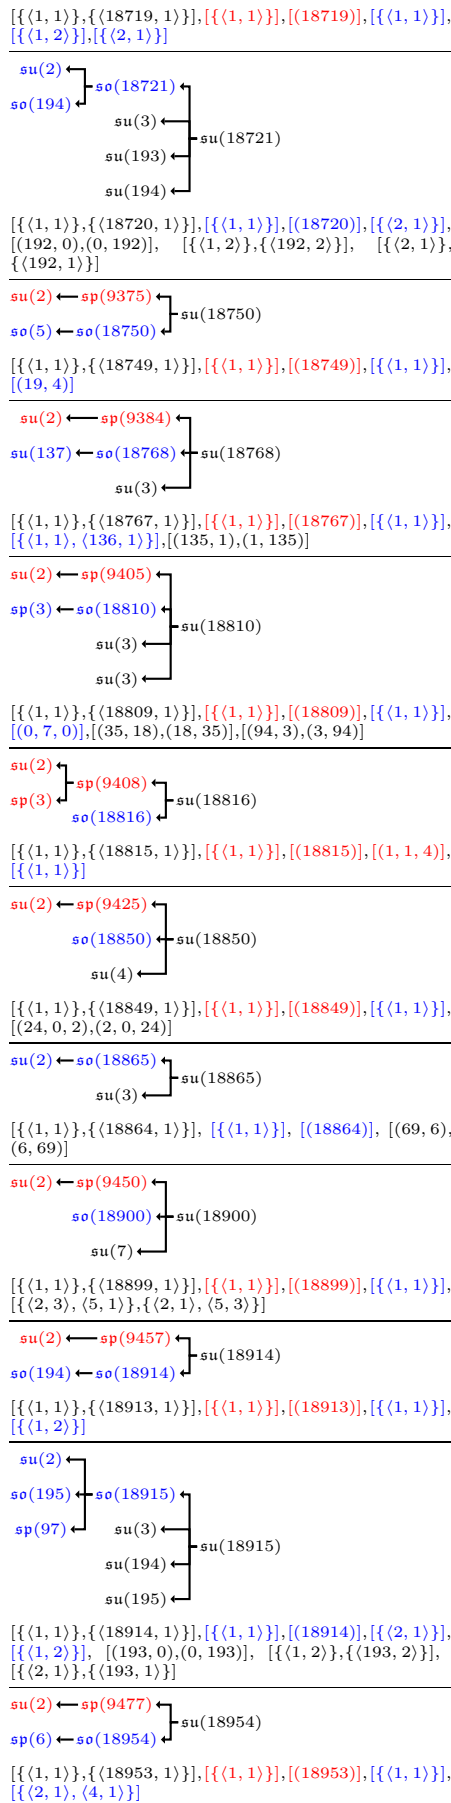 [{⟨1, 1⟩},{⟨18719, 1⟩}],[{⟨1, 1⟩}],[(18719)],[{⟨1, 1⟩}],
[{⟨1, 2⟩}],[{⟨2, 1⟩}]
𝔰𝔲(2)
𝔰𝔬(18721)
𝔰𝔬(194)
𝔰𝔲(3)
𝔰𝔲(18721)
𝔰𝔲(193)
𝔰𝔲(194)
[{⟨1, 1⟩},{⟨18720, 1⟩}],[{⟨1, 1⟩}],[(18720)],[{⟨2, 1⟩}],
[(192, 0),(0, 192)], [{⟨1, 2⟩},{⟨192, 2⟩}], [{⟨2, 1⟩},
{⟨192, 1⟩}]
𝔰𝔲(2) 𝔰𝔭(9375)
𝔰𝔲(18750)
𝔰𝔬(5) 𝔰𝔬(18750)
[{⟨1, 1⟩},{⟨18749, 1⟩}],[{⟨1, 1⟩}],[(18749)],[{⟨1, 1⟩}],
[(19, 4)]
𝔰𝔲(2) 𝔰𝔭(9384)
𝔰𝔲(137) 𝔰𝔬(18768) 𝔰𝔲(18768)
𝔰𝔲(3)
[{⟨1, 1⟩},{⟨18767, 1⟩}],[{⟨1, 1⟩}],[(18767)],[{⟨1, 1⟩}],
[{⟨1, 1⟩, ⟨136, 1⟩}],[(135, 1),(1, 135)]
𝔰𝔲(2) 𝔰𝔭(9405)
𝔰𝔭(3) 𝔰𝔬(18810)
𝔰𝔲(18810)
𝔰𝔲(3)
𝔰𝔲(3)
[{⟨1, 1⟩},{⟨18809, 1⟩}],[{⟨1, 1⟩}],[(18809)],[{⟨1, 1⟩}],
[(0, 7, 0)],[(35, 18),(18, 35)],[(94, 3),(3, 94)]
𝔰𝔲(2)
𝔰𝔭(9408)
𝔰𝔭(3) 𝔰𝔲(18816)
𝔰𝔬(18816)
[{⟨1, 1⟩},{⟨18815, 1⟩}],[{⟨1, 1⟩}],[(18815)],[(1, 1, 4)],
[{⟨1, 1⟩}]
𝔰𝔲(2) 𝔰𝔭(9425)
𝔰𝔬(18850) 𝔰𝔲(18850)
𝔰𝔲(4)
[{⟨1, 1⟩},{⟨18849, 1⟩}],[{⟨1, 1⟩}],[(18849)],[{⟨1, 1⟩}],
[(24, 0, 2),(2, 0, 24)]
𝔰𝔲(2) 𝔰𝔬(18865)
𝔰𝔲(18865)
𝔰𝔲(3)
[{⟨1, 1⟩},{⟨18864, 1⟩}], [{⟨1, 1⟩}], [(18864)], [(69, 6),
(6, 69)]
𝔰𝔲(2) 𝔰𝔭(9450)
𝔰𝔬(18900) 𝔰𝔲(18900)
𝔰𝔲(7)
[{⟨1, 1⟩},{⟨18899, 1⟩}],[{⟨1, 1⟩}],[(18899)],[{⟨1, 1⟩}],
[{⟨2, 3⟩, ⟨5, 1⟩},{⟨2, 1⟩, ⟨5, 3⟩}]
𝔰𝔲(2) 𝔰𝔭(9457)
𝔰𝔲(18914)
𝔰𝔬(194) 𝔰𝔬(18914)
[{⟨1, 1⟩},{⟨18913, 1⟩}],[{⟨1, 1⟩}],[(18913)],[{⟨1, 1⟩}],
[{⟨1, 2⟩}]
𝔰𝔲(2)
𝔰𝔬(195) 𝔰𝔬(18915)
𝔰𝔭(97) 𝔰𝔲(3)
𝔰𝔲(18915)
𝔰𝔲(194)
𝔰𝔲(195)
[{⟨1, 1⟩},{⟨18914, 1⟩}],[{⟨1, 1⟩}],[(18914)],[{⟨2, 1⟩}],
[{⟨1, 2⟩}], [(193, 0),(0, 193)], [{⟨1, 2⟩},{⟨193, 2⟩}],
[{⟨2, 1⟩},{⟨193, 1⟩}]
𝔰𝔲(2) 𝔰𝔭(9477)
𝔰𝔲(18954)
𝔰𝔭(6) 𝔰𝔬(18954)
[{⟨1, 1⟩},{⟨18953, 1⟩}],[{⟨1, 1⟩}],[(18953)],[{⟨1, 1⟩}],
[{⟨2, 1⟩, ⟨4, 1⟩}]